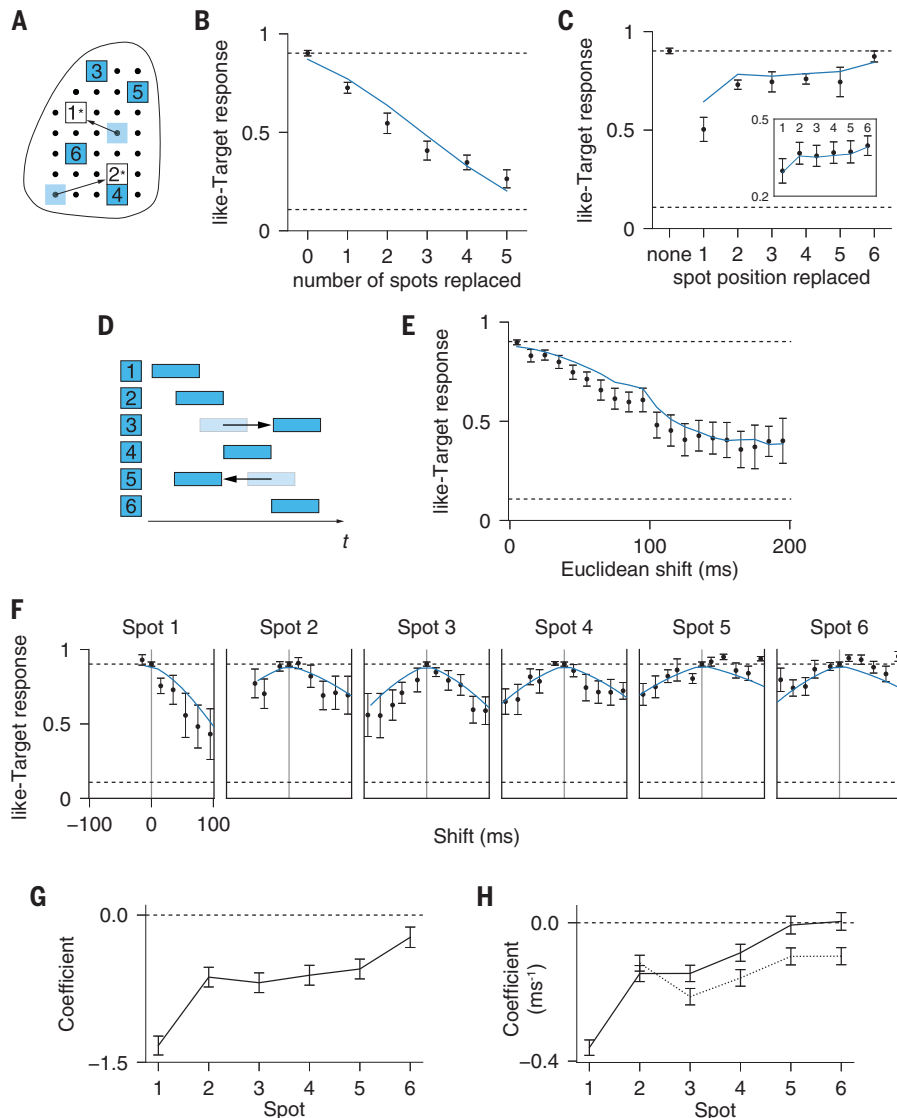 A
3
5
1*
6
2*
4
B
like-Target response
1
0.5
0
0 1 2 3 4 5
number of spots replaced
C
like-Target response
1
0.5
0
0.5
1 2 3 4 5 6
0.2
none 1 2 3 4 5 6
spot position replaced
D
1
2
3
4
5
6
t
E
like-Target response
1
0.5
0
0 100 200
Euclidean shift (ms)
F
Spot 1 Spot 2 Spot 3 Spot 4 Spot 5 Spot 6
like-Target response
1
0.5
0
−100 0 100
Shift (ms)
G
Coefficient
0.0
−1.5
1 2 3 4 5 6
Spot
H
Coefficient
(ms⁻¹)
0.0
−0.4
1 2 3 4 5 6
Spot